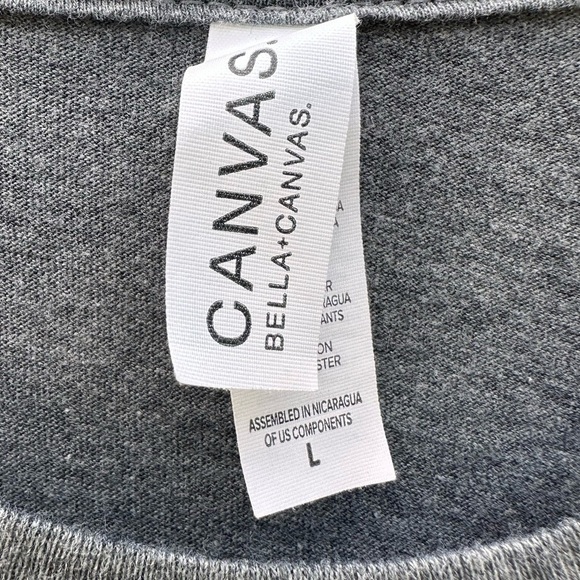 CANVAS.
BELLA+CANVAS.
ASSEMBLED IN NICARAGUA
OF US COMPONENTS
L